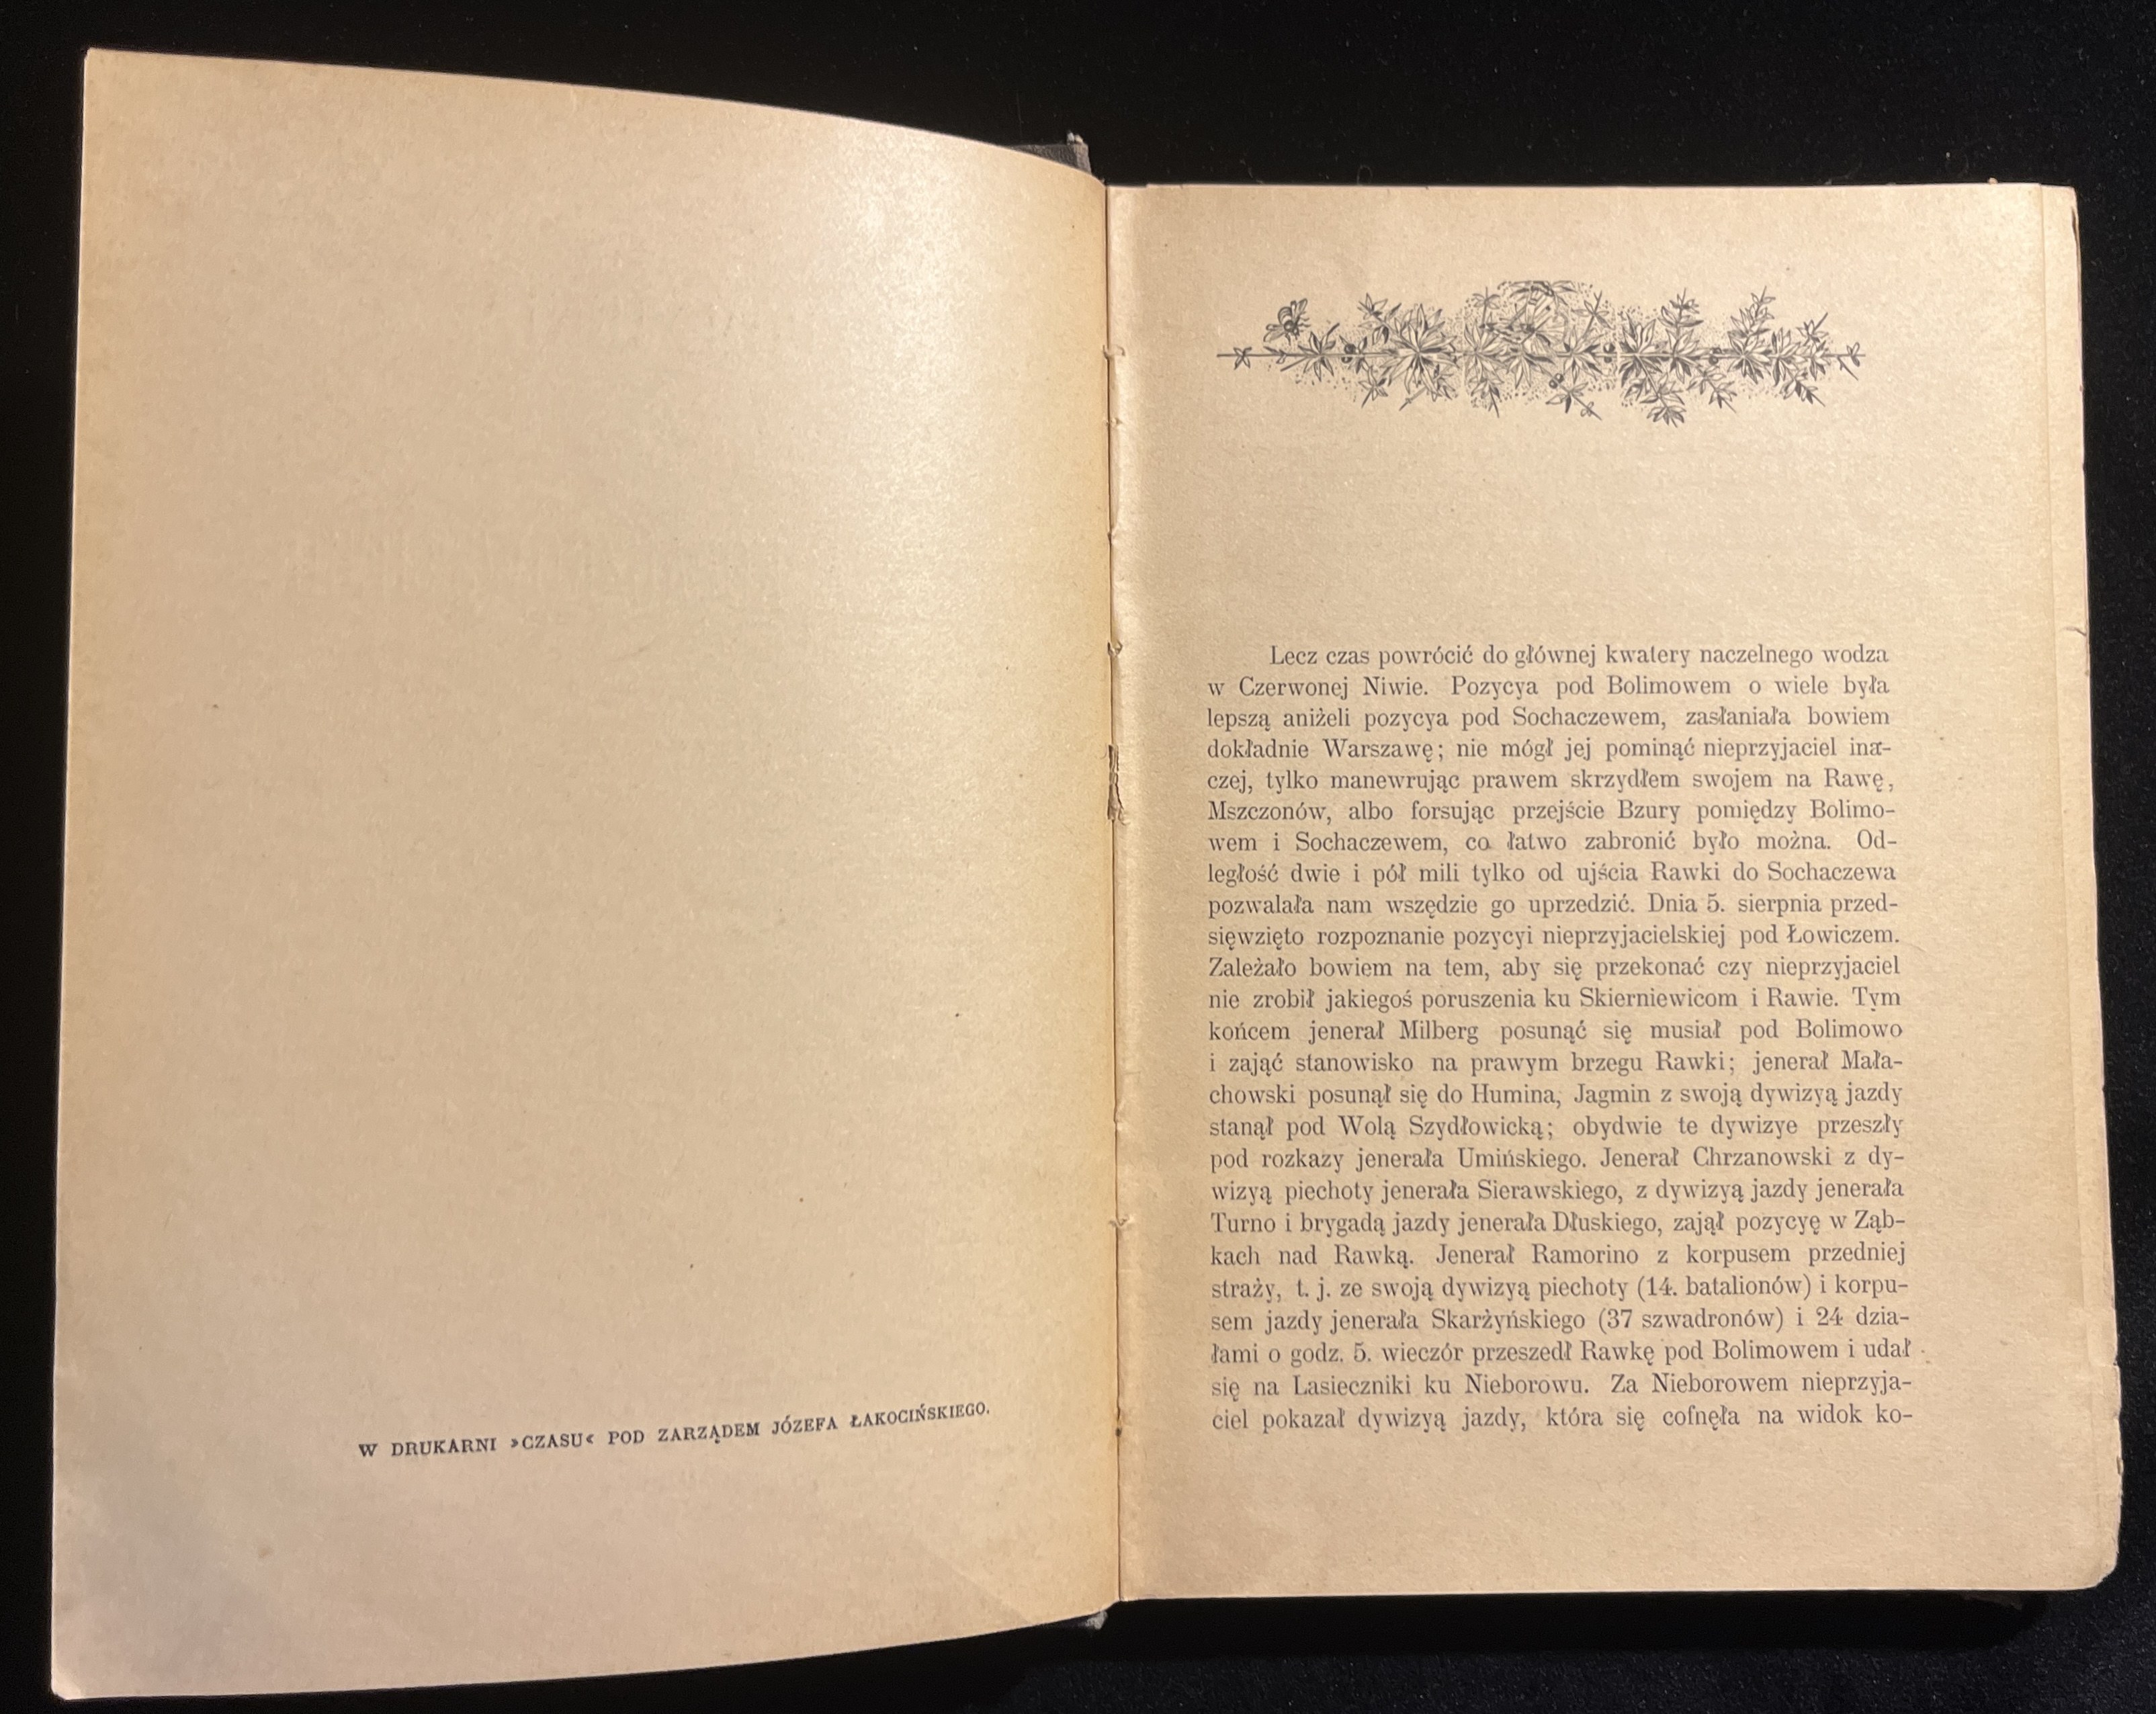 W DRUKARNI »CZASU« POD ZARZĄDEM JÓZEFA ŁAKOCIŃSKIEGO.
Lecz czas powrócić do głównej kwatery naczelnego wodza
w Czerwonej Niwie. Pozycya pod Bolimowem o wiele była
lepszą aniżeli pozycya pod Sochaczewem, zasłaniała bowiem
dokładnie Warszawę; nie mógł jej pominąć nieprzyjaciel ina-
czej, tylko manewrując prawem skrzydłem swojem na Rawę,
Mszczonów, albo forsując przejście Bzury pomiędzy Bolimo-
wem i Sochaczewem, co łatwo zabronić było można. Od-
ległość dwie i pół mili tylko od ujścia Rawki do Sochaczewa
pozwalała nam wszędzie go uprzedzić. Dnia 5. sierpnia przed-
sięwzięto rozpoznanie pozycyi nieprzyjacielskiej pod Łowiczem.
Zależało bowiem na tem, aby się przekonać czy nieprzyjaciel
nie zrobił jakiegoś poruszenia ku Skierniewicom i Rawie. Tym
końcem jenerał Milberg posunąć się musiał pod Bolimowo
i zająć stanowisko na prawym brzegu Rawki; jenerał Mała-
chowski posunął się do Humina, Jagmin z swoją dywizyą jazdy
stanął pod Wolą Szydłowicką; obydwie te dywizye przeszły
pod rozkazy jenerała Umińskiego. Jenerał Chrzanowski z dy-
wizyą piechoty jenerała Sierawskiego, z dywizyą jazdy jenerała
Turno i brygadą jazdy jenerała Dłuskiego, zajął pozycyę w Ząb-
kach nad Rawką. Jenerał Ramorino z korpusem przedniej
straży, t. j. ze swoją dywizyą piechoty (14. batalionów) i korpu-
sem jazdy jenerała Skarżyńskiego (37 szwadronów) i 24 dzia-
łami o godz. 5. wieczór przeszedł Rawkę pod Bolimowem i udał
się na Lasieczniki ku Nieborowu. Za Nieborowem nieprzyja-
ciel pokazał dywizyą jazdy, która się cofnęła na widok ko-